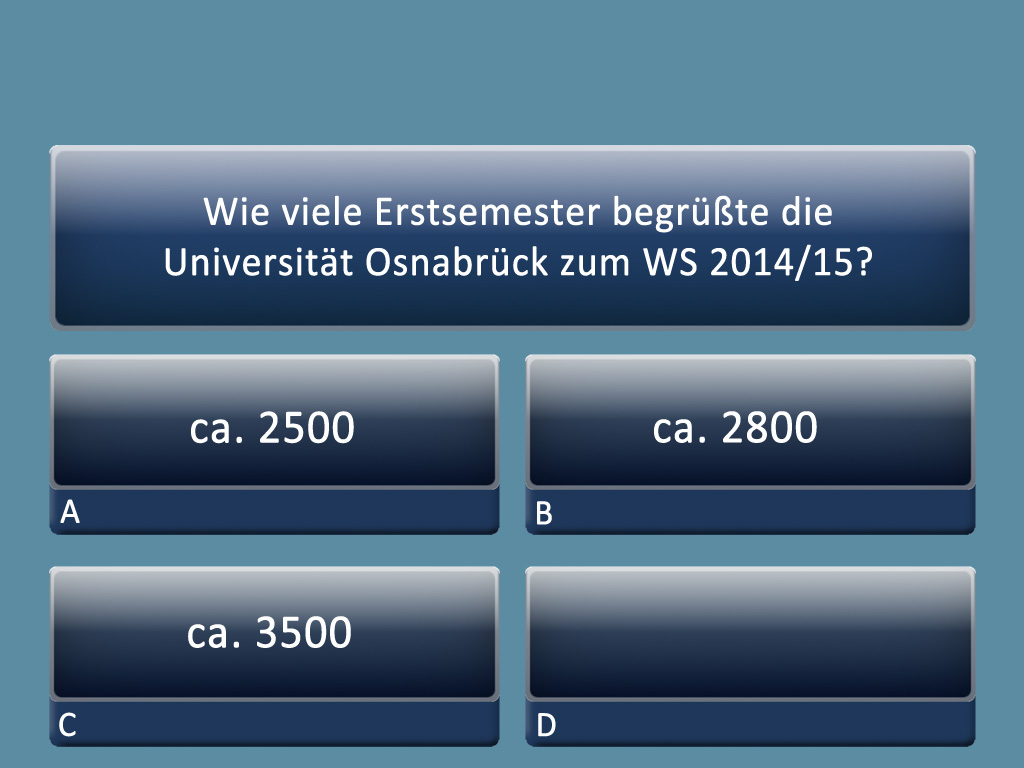 Wie viele Erstsemester begrüßte die
Universität Osnabrück zum WS 2014/15?
ca. 2500
A
ca. 2800
B
ca. 3500
C
D